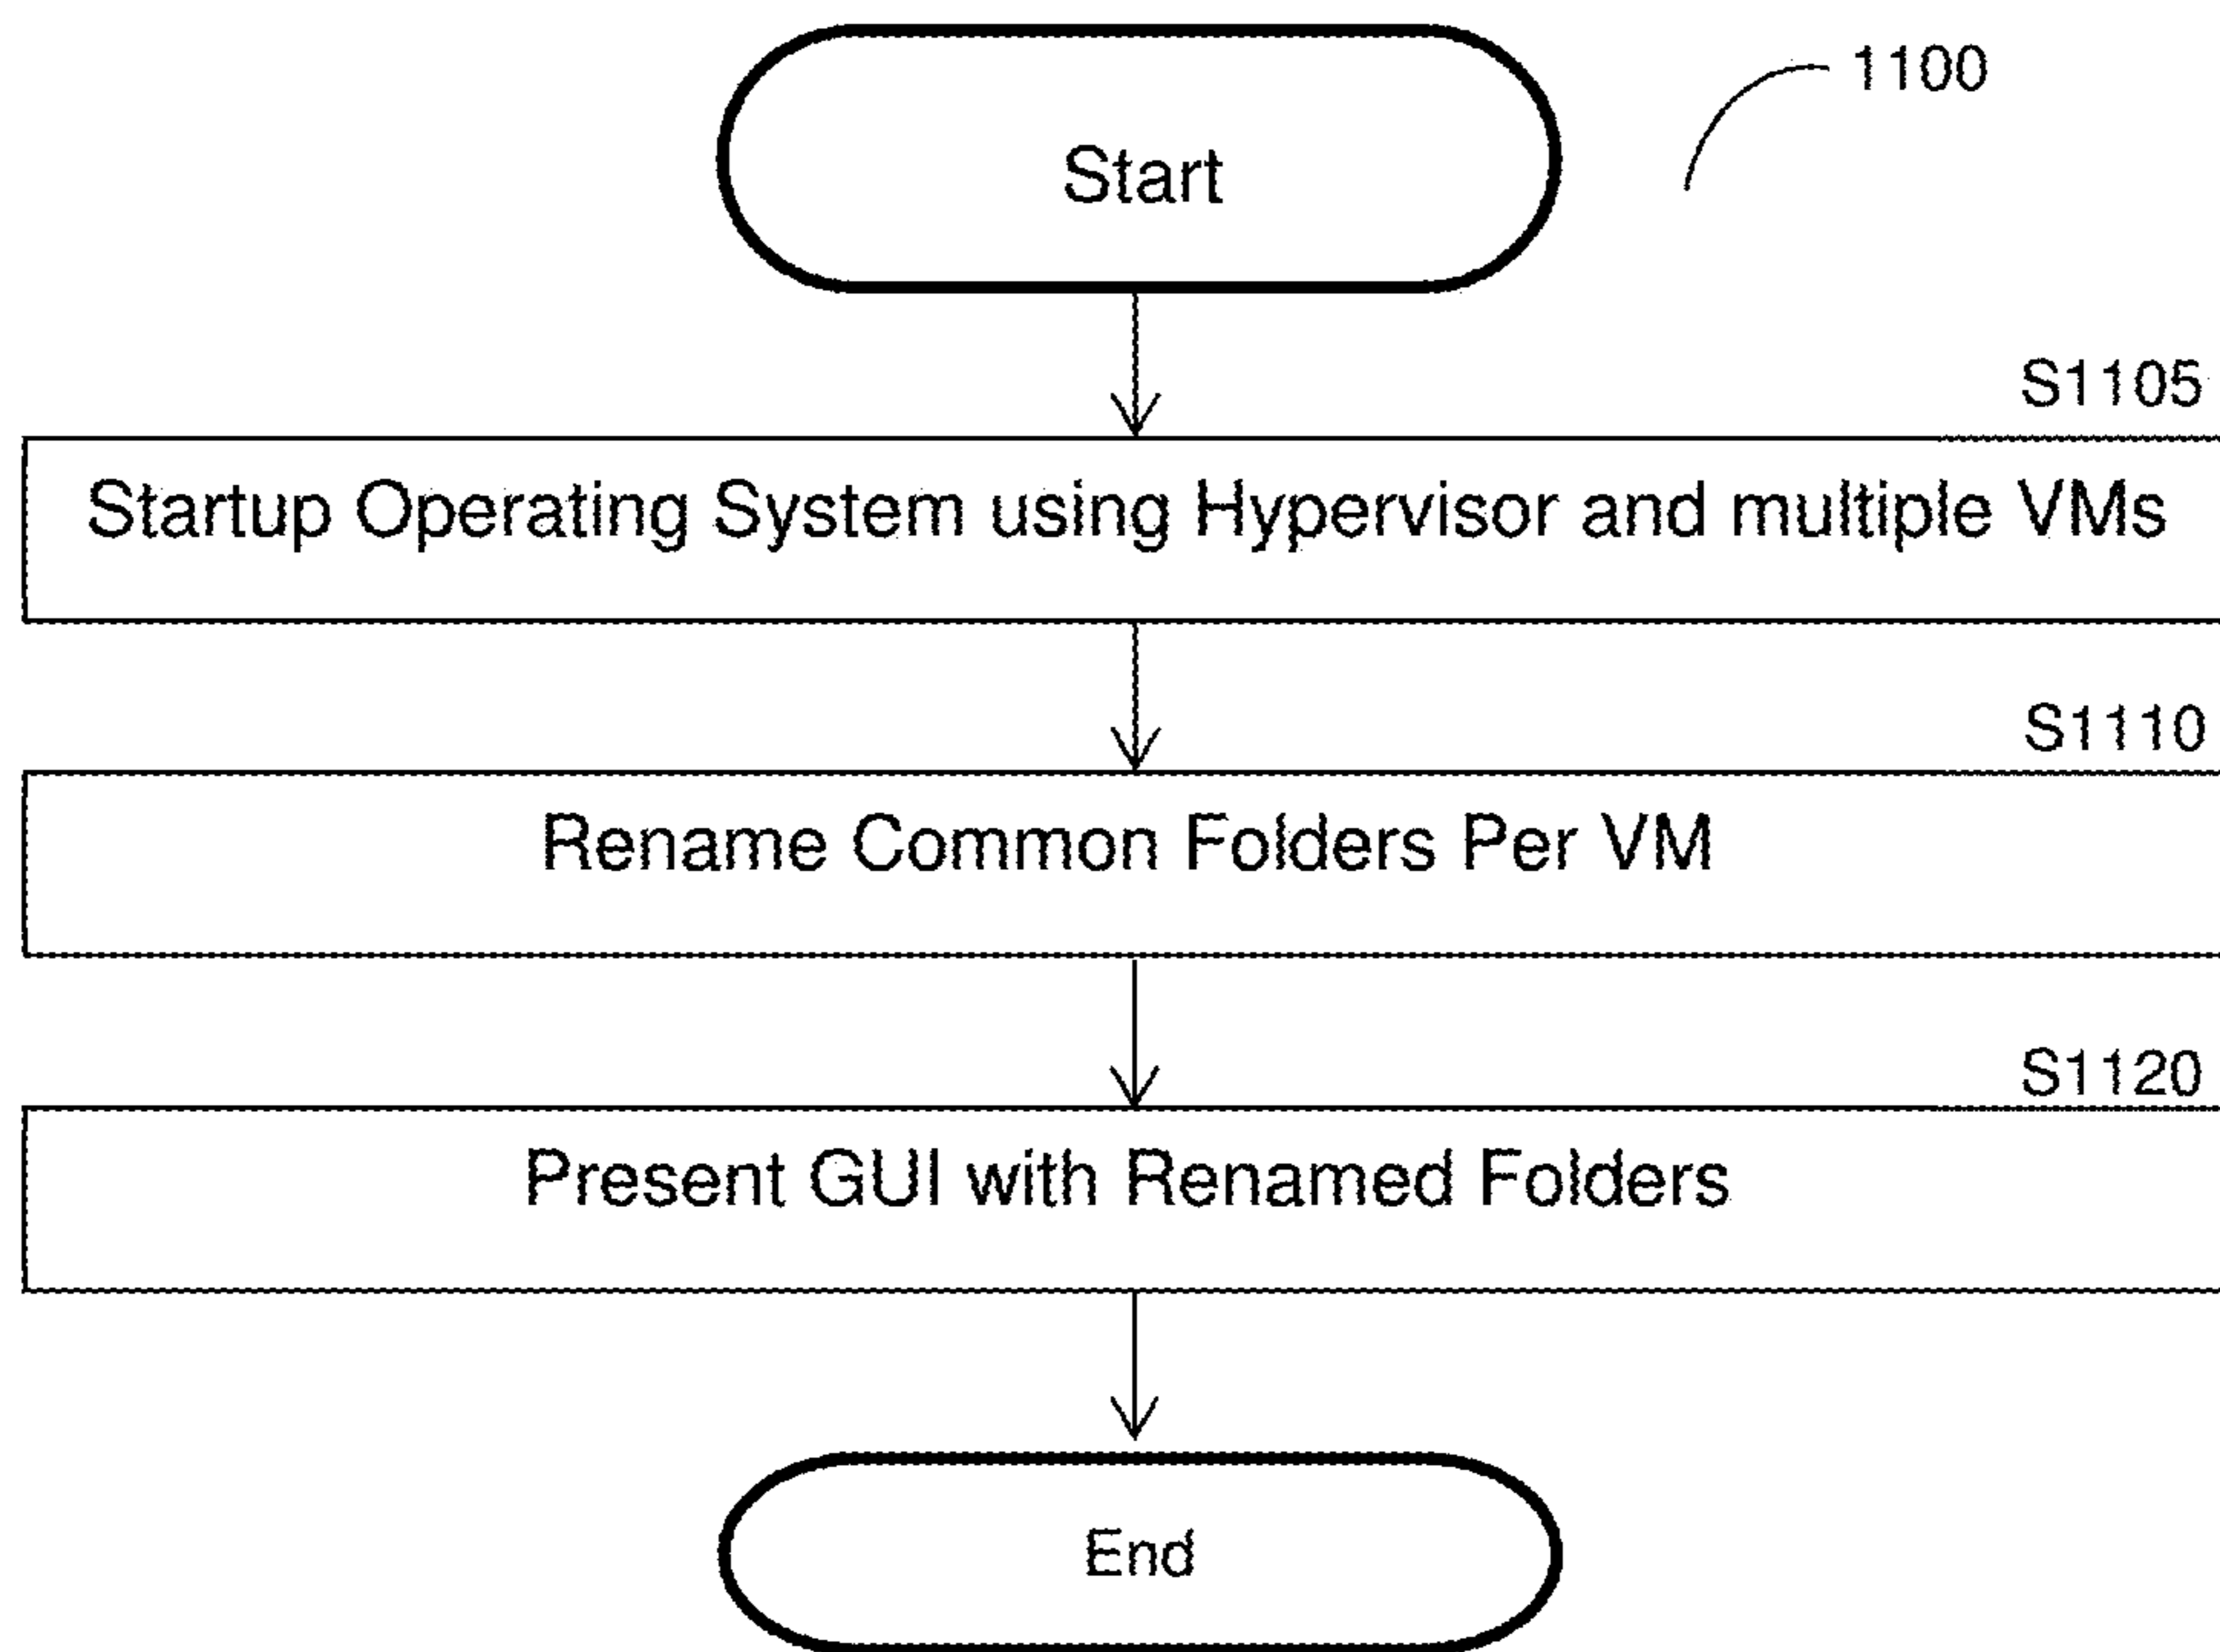 1100
Start
S1105
Startup Operating System using Hypervisor and multiple VMs
S1110
Rename Common Folders Per VM
S1120
Present GUI with Renamed Folders
End